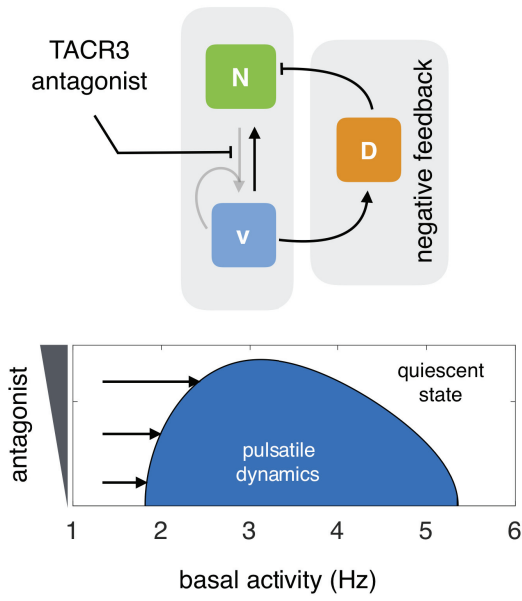 TACR3
antagonist
N
D
v
negative feedback
antagonist
quiescent
state
pulsatile
dynamics
1 2 3 4 5 6
basal activity (Hz)